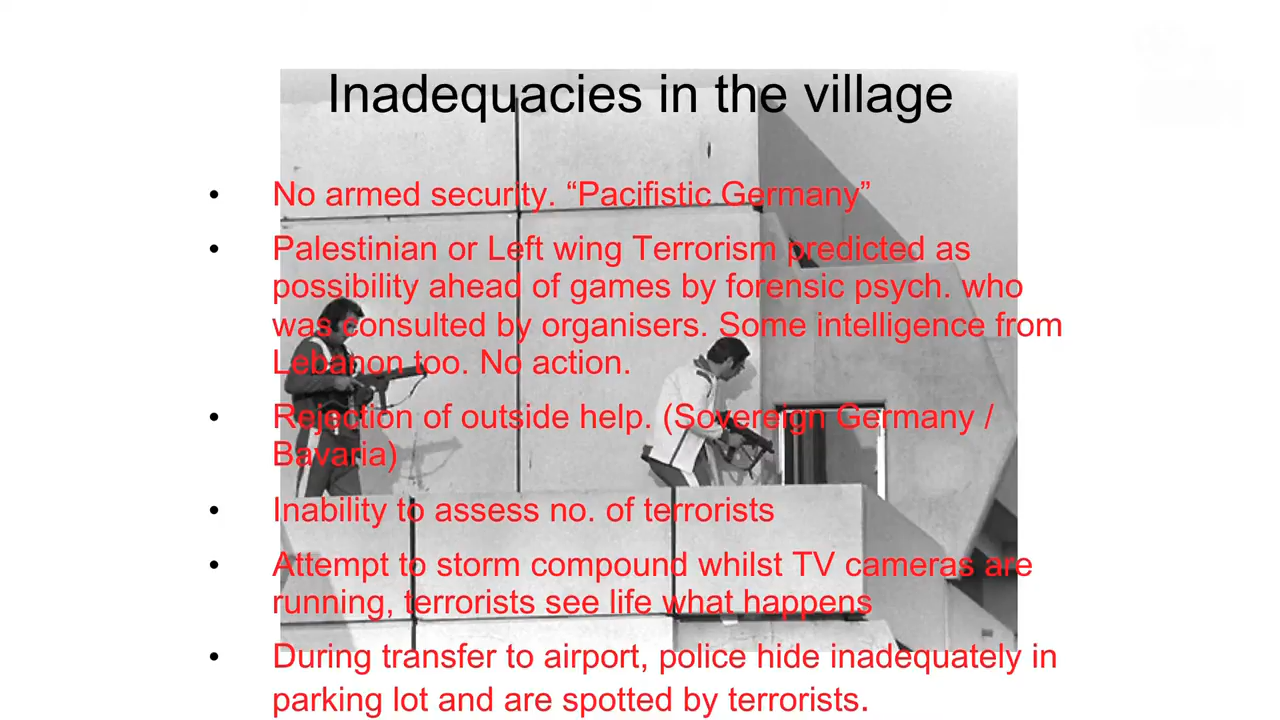 Inadequacies in the village
• No armed security. “Pacifistic Germany”
• Palestinian or Left wing Terrorism predicted as
possibility ahead of games by forensic psych. who
was consulted by organisers. Some intelligence from
Lebanon too. No action.
• Rejection of outside help. (Sovereign Germany /
Bavaria)
• Inability to assess no. of terrorists
• Attempt to storm compound whilst TV cameras are
running, terrorists see life what happens
• During transfer to airport, police hide inadequately in
parking lot and are spotted by terrorists.